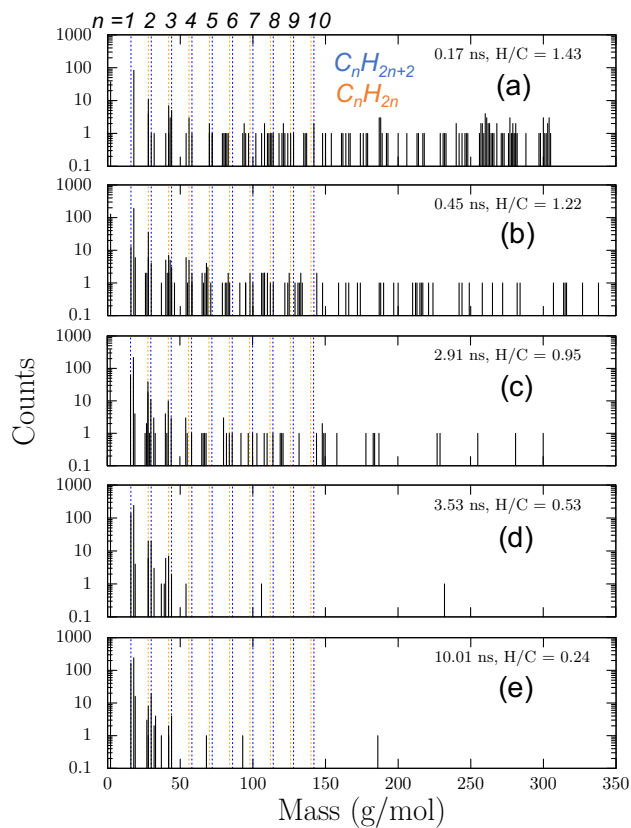 n =1 2 3 4 5 6 7 8 9 10
1000
100
10
1
0.1
0.17 ns, H/C = 1.43
CnH2n+2
CnH2n
(a)
1000
100
10
1
0.1
0.45 ns, H/C = 1.22
(b)
Counts
1000
100
10
1
0.1
2.91 ns, H/C = 0.95
(c)
1000
100
10
1
0.1
3.53 ns, H/C = 0.53
(d)
1000
100
10
1
0.1
10.01 ns, H/C = 0.24
(e)
0 50 100 150 200 250 300 350
Mass (g/mol)